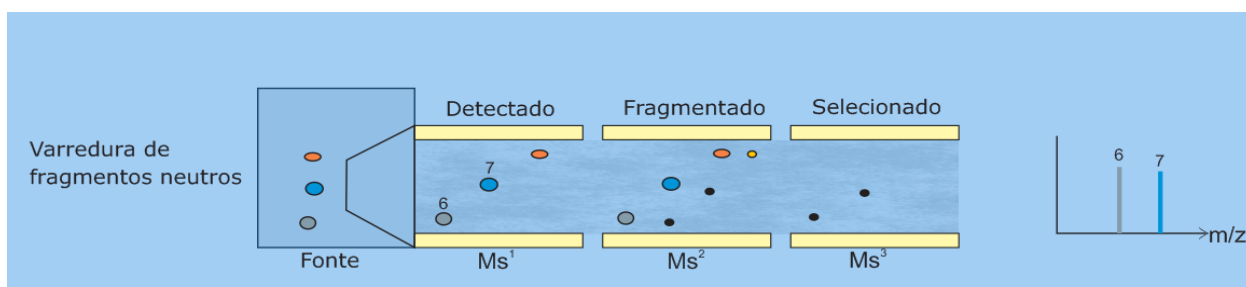 Detectado
Fragmentado
Selecionado
Varredura de
fragmentos neutros
7
6
6
7
m/z
Fonte
Ms¹
Ms²
Ms³